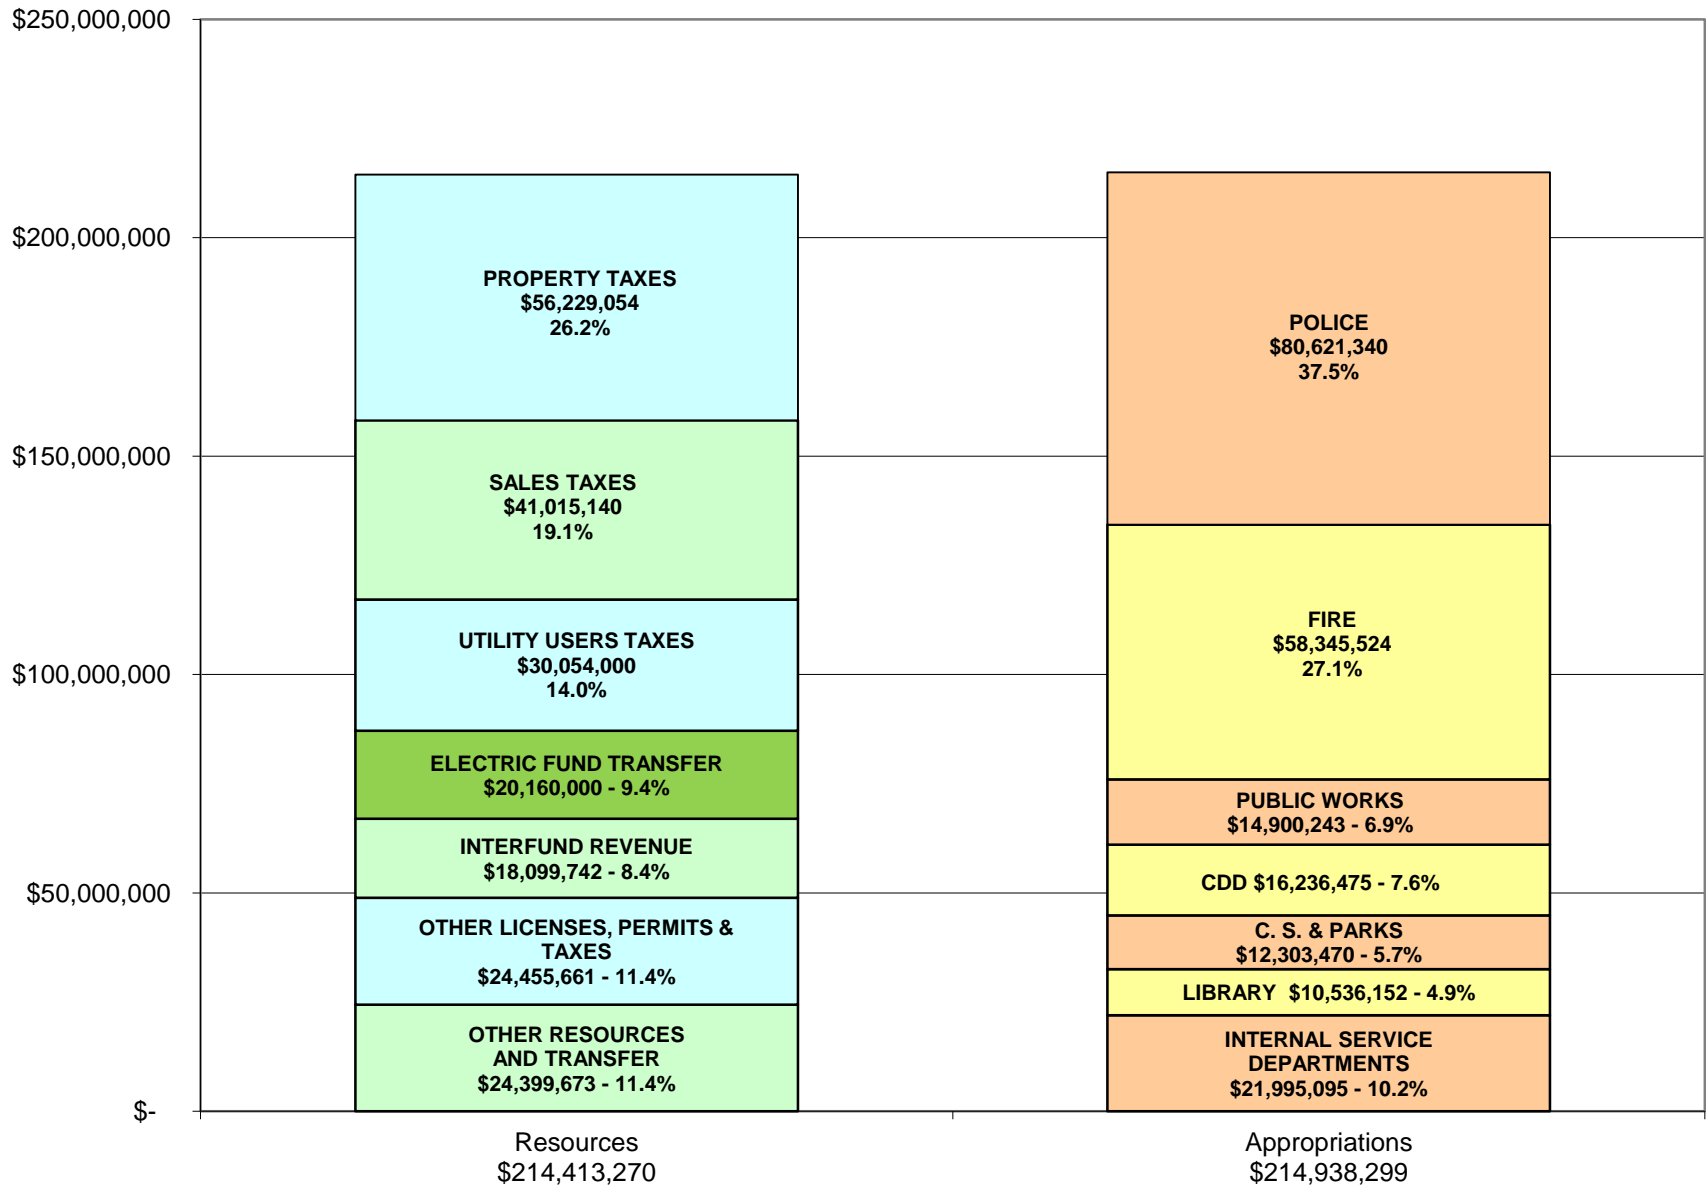 $250,000,000
$200,000,000
$150,000,000
$100,000,000
$50,000,000
$-
PROPERTY TAXES
$56,229,054
26.2%
SALES TAXES
$41,015,140
19.1%
UTILITY USERS TAXES
$30,054,000
14.0%
ELECTRIC FUND TRANSFER
$20,160,000 - 9.4%
INTERFUND REVENUE
$18,099,742 - 8.4%
OTHER LICENSES, PERMITS &
TAXES
$24,455,661 - 11.4%
OTHER RESOURCES
AND TRANSFER
$24,399,673 - 11.4%
POLICE
$80,621,340
37.5%
FIRE
$58,345,524
27.1%
PUBLIC WORKS
$14,900,243 - 6.9%
CDD $16,236,475 - 7.6%
C. S. & PARKS
$12,303,470 - 5.7%
LIBRARY $10,536,152 - 4.9%
INTERNAL SERVICE
DEPARTMENTS
$21,995,095 - 10.2%
Resources
$214,413,270
Appropriations
$214,938,299